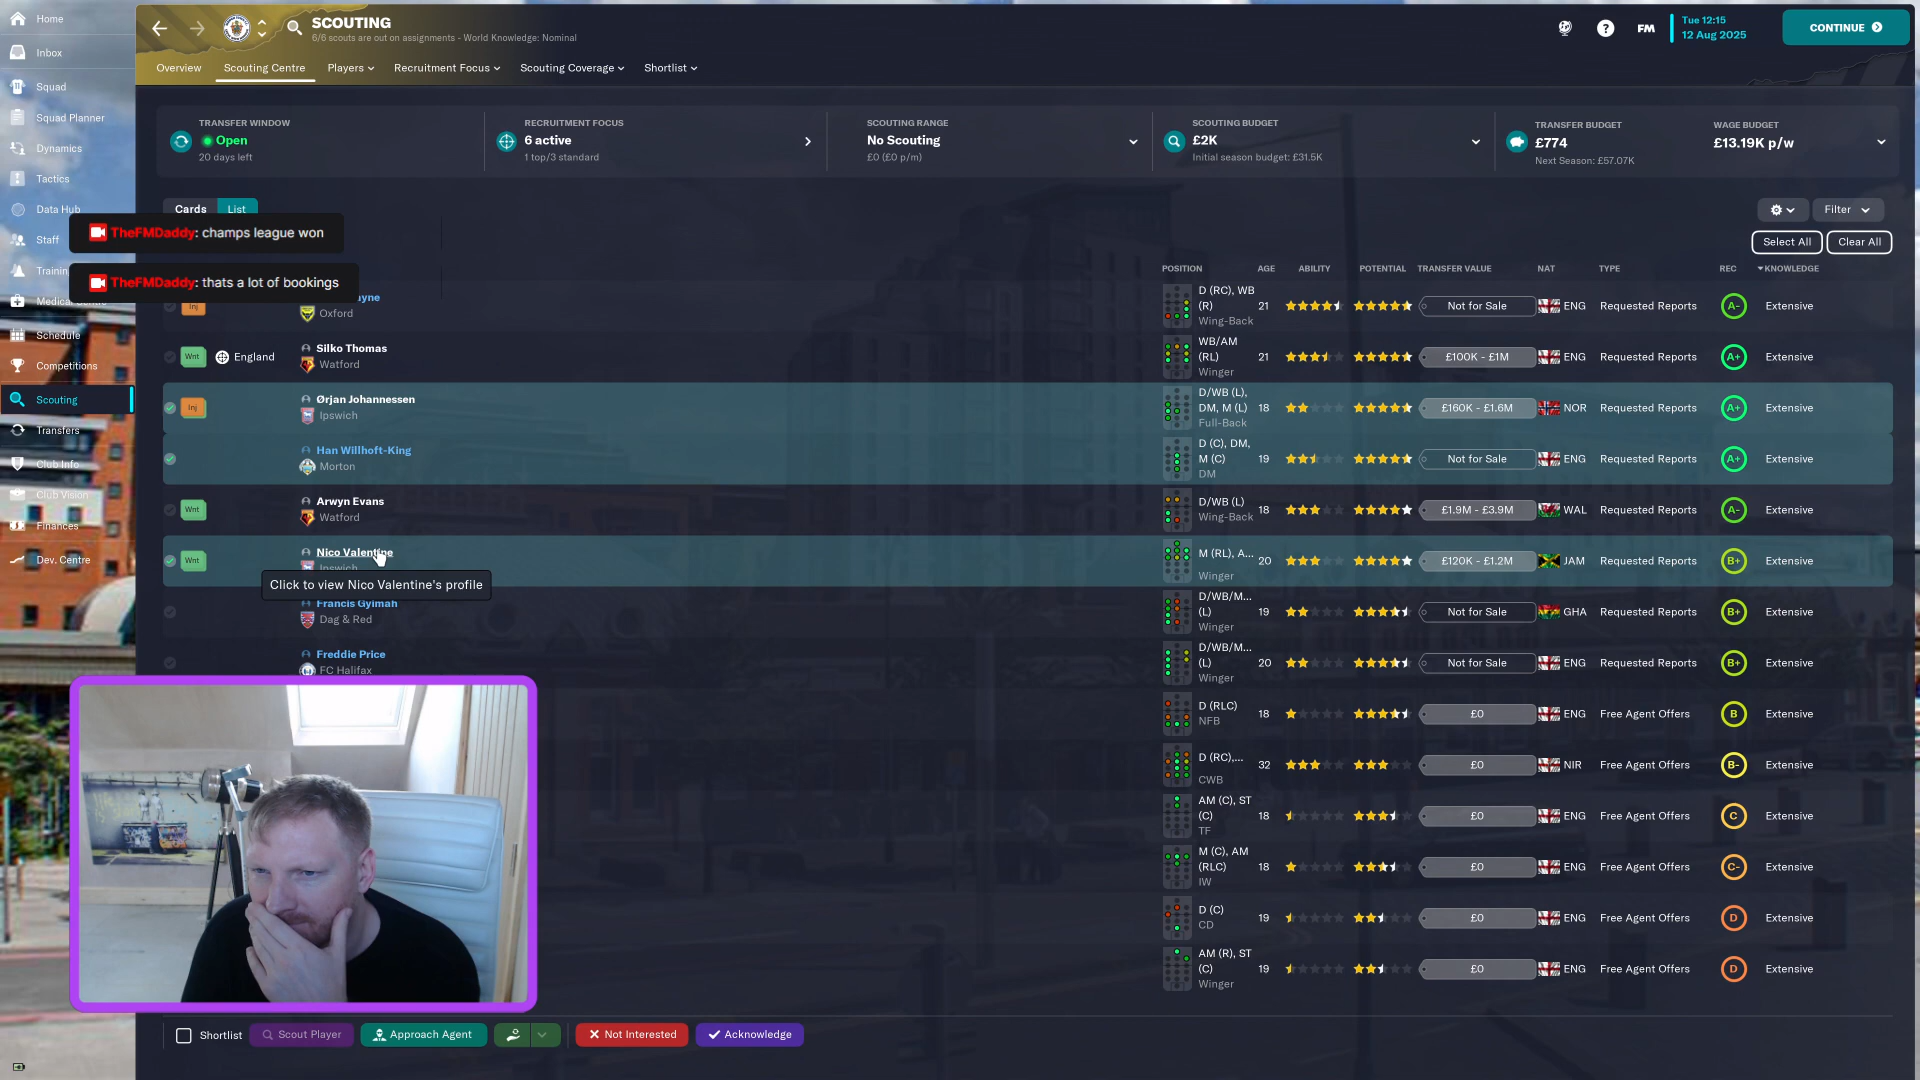 Home
Inbox
Squad
Squad Planner
Dynamics
Tactics
Data Hub
Staff
Schedule
Competitions
Scouting
Transfers
Club Info
Club Vision
Finances
Dev. Centre
SCOUTING
6/6 scouts are out on assignments - World Knowledge: Nominal
FM
Tue 12:15
12 Aug 2025
CONTINUE
Overview
Scouting Centre
Players
Recruitment Focus
Scouting Coverage
Shortlist
TRANSFER WINDOW
Open
20 days left
RECRUITMENT FOCUS
6 active
1 top/3 standard
SCOUTING RANGE
No Scouting
£0 (£0 p/m)
SCOUTING BUDGET
£2K
Initial season budget: £31.5K
TRANSFER BUDGET
£774
Next Season: £57.07K
WAGE BUDGET
£13.19K p/w
Cards
List
Filter
Select All
Clear All
TheFMDaddy: champs league won
TheFMDaddy: thats a lot of bookings
POSITION AGE ABILITY POTENTIAL TRANSFER VALUE NAT TYPE REC KNOWLEDGE
Inj
Oxford
D (RC), WB
(R)
Wing-Back
21
Not for Sale
ENG
Requested Reports
A-
Extensive
Wnt
England
Silko Thomas
Watford
WB/AM
(RL)
Winger
21
£100K - £1M
ENG
Requested Reports
A+
Extensive
Inj
Ørjan Johannessen
Ipswich
D/WB (L),
DM, M (L)
Full-Back
18
£160K - £1.6M
NOR
Requested Reports
A+
Extensive
Han Willhoft-King
Morton
D (C), DM,
M (C)
DM
19
Not for Sale
ENG
Requested Reports
A+
Extensive
Wnt
Arwyn Evans
Watford
D/WB (L)
Wing-Back
18
£1.9M - £3.9M
WAL
Requested Reports
A-
Extensive
Wnt
Nico Valentine
Ipswich
M (RL), A...
Winger
20
£120K - £1.2M
JAM
Requested Reports
B+
Extensive
Click to view Nico Valentine's profile
Francis Gyimah
Dag & Red
D/WB/M...
(L)
Winger
19
Not for Sale
GHA
Requested Reports
B+
Extensive
Freddie Price
FC Halifax
D/WB/M...
(L)
Winger
20
Not for Sale
ENG
Requested Reports
B+
Extensive
D (RLC)
NFB
18
£0
ENG
Free Agent Offers
B
Extensive
D (RC),...
CWB
32
£0
NIR
Free Agent Offers
B-
Extensive
AM (C), ST
(C)
TF
18
£0
ENG
Free Agent Offers
C
Extensive
M (C), AM
(RLC)
IW
18
£0
ENG
Free Agent Offers
C-
Extensive
D (C)
CD
19
£0
ENG
Free Agent Offers
D
Extensive
AM (R), ST
(C)
Winger
19
£0
ENG
Free Agent Offers
D
Extensive
Shortlist
Scout Player
Approach Agent
Not Interested
Acknowledge